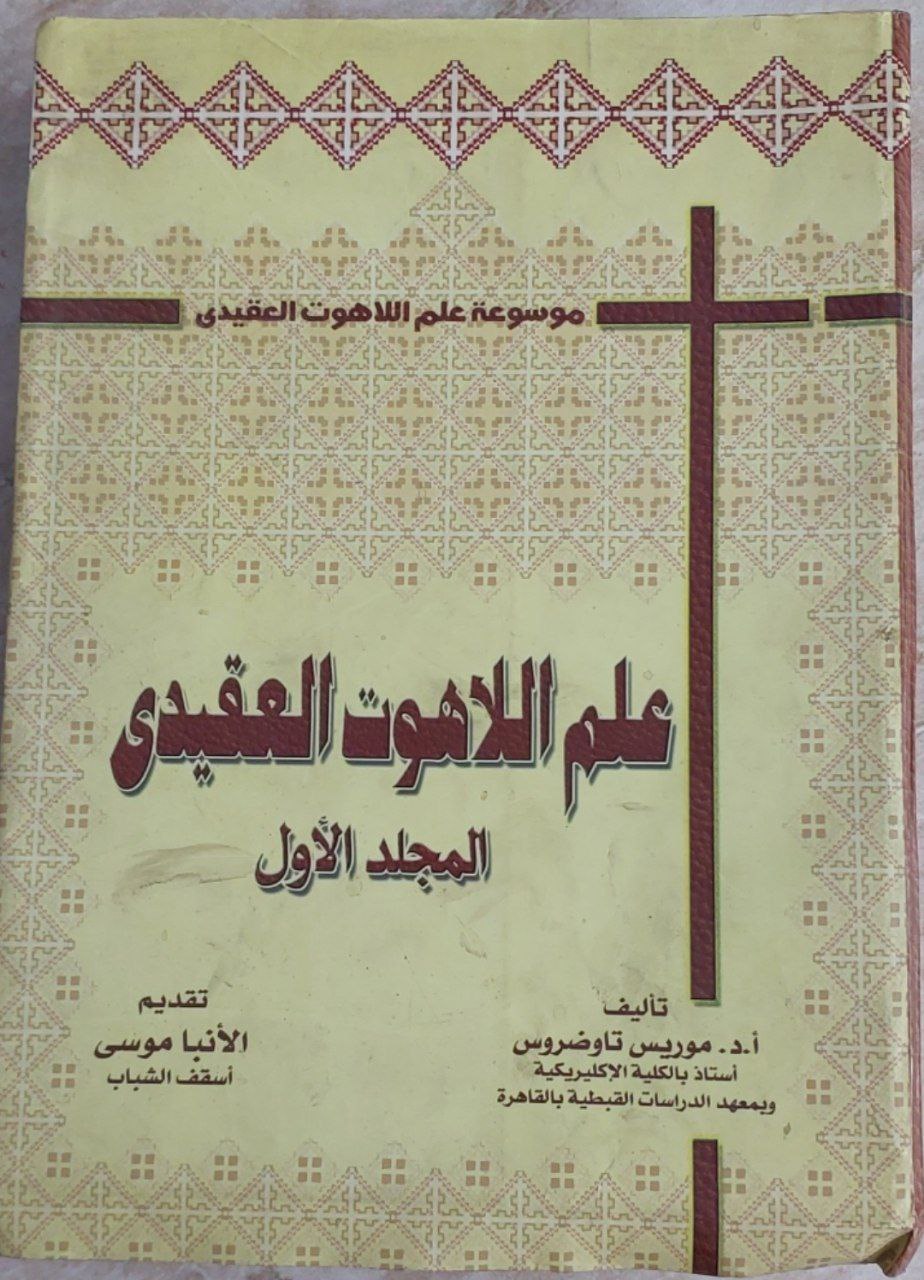 موسوعة علم اللاهوت العقيدى
علم اللاهوت العقيدى
المجلد الأول
تأليف
أ.د. موريس تاوضروس
أستاذ بالكلية الإكليريكية
وبمعهد الدراسات القبطية بالقاهرة
تقديم
الأنبا موسى
أسقف الشباب